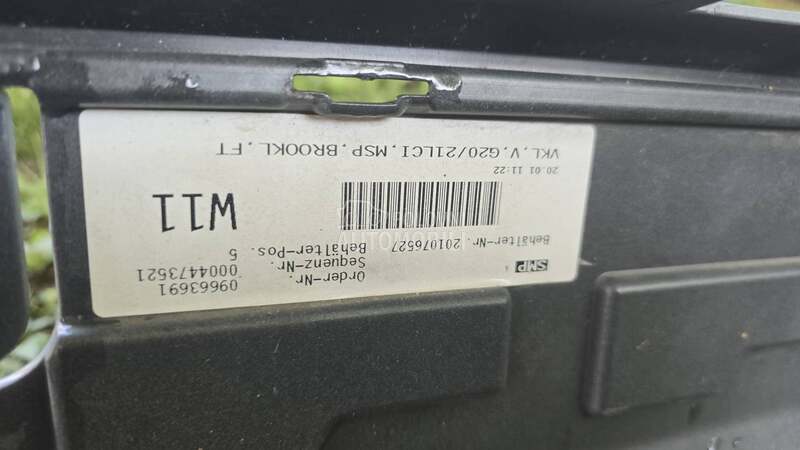 SMP
Order-Nr. 09663691
Sequenz-Nr. 0004473521
Behälter-Nr. 201076527 Behälter-Pos. 5
W11
20.01 11:22
VKL,V,G20/21LCI,MSP,BROOKL,FT